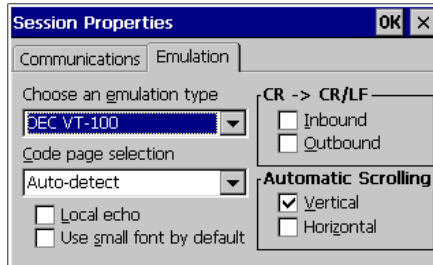 Session Properties OK ×
Communications Emulation
Choose an emulation type
DEC VT-100
Code page selection
Auto-detect
Local echo
Use small font by default
CR -> CR/LF
Inbound
Outbound
Automatic Scrolling
Vertical
Horizontal